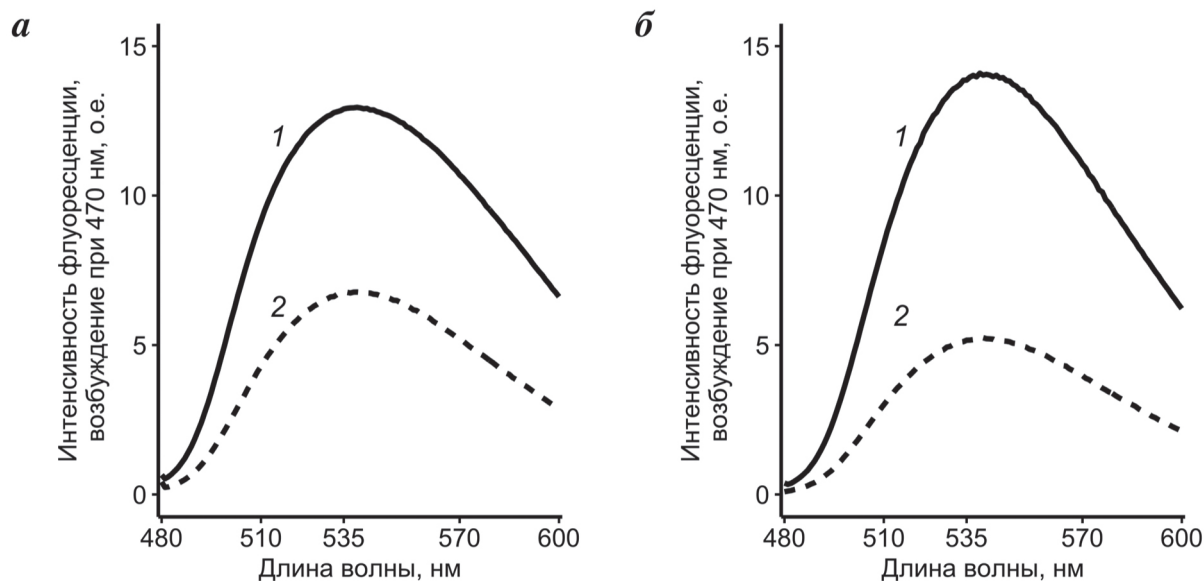 а
Интенсивность флуоресценции,
возбуждение при 470 нм, о.е.
15
10
5
0
1
2
480
510
535
570
600
Длина волны, нм
б
Интенсивность флуоресценции,
возбуждение при 470 нм, о.е.
15
10
5
0
1
2
480
510
535
570
600
Длина волны, нм